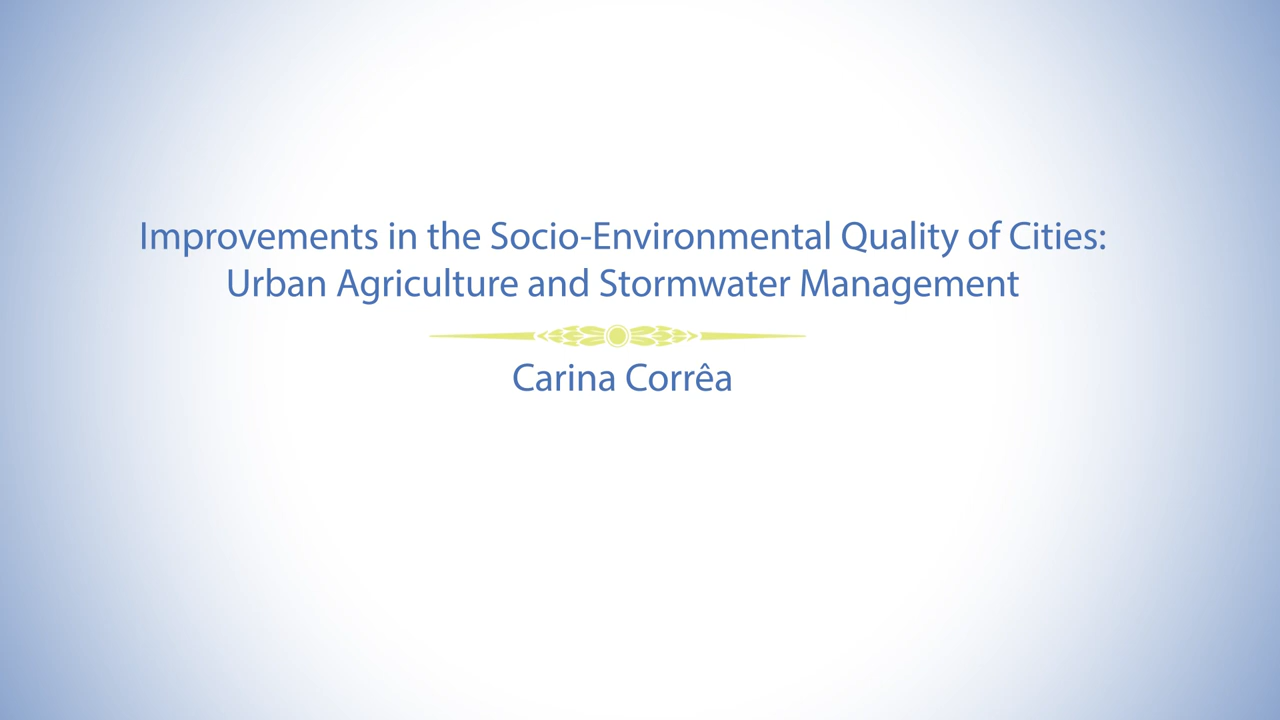 Improvements in the Socio-Environmental Quality of Cities:
Urban Agriculture and Stormwater Management
Carina Corrêa